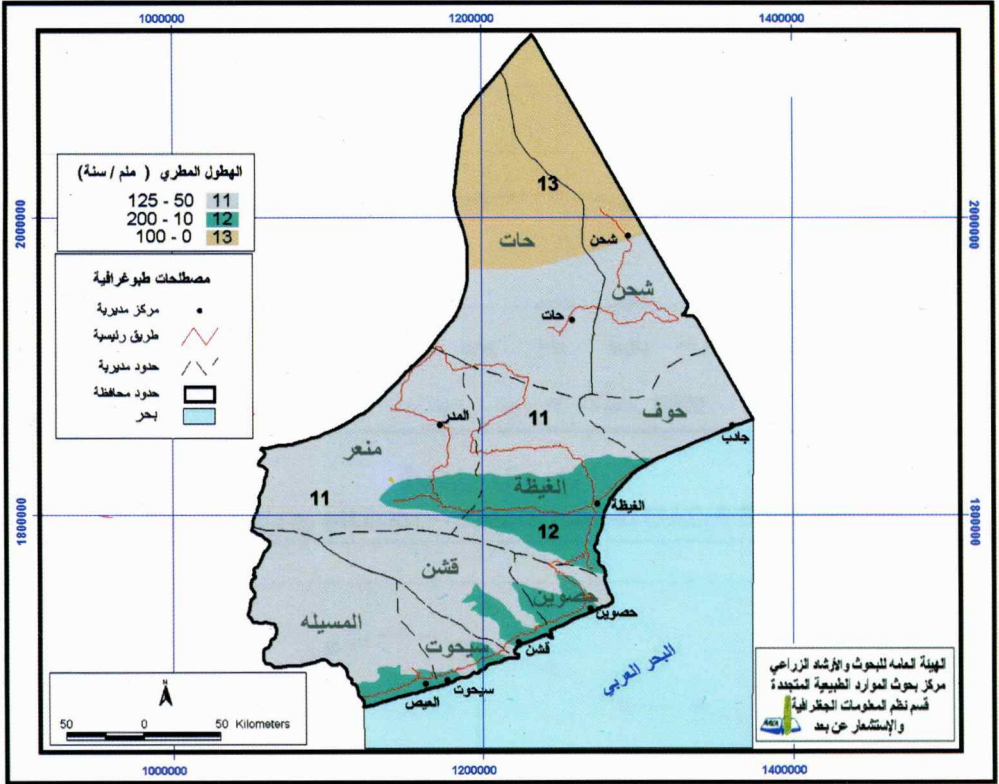 1000000 1200000 1400000
الهطول المطري ( ملم / سنة)
125 - 50 11
200 - 10 12
100 - 0 13
مصطلحات طبوغرافية
مركز مديرية
طريق رئيسية
حدود مديرية
حدود محافظة
بحر
2000000
2000000
1800000
1800000
13
حات
شحن
شحن
حات
حوف
جادب
11
المدر
منعر
الغيظة
الغيظة
11
12
قشن
حصوين
حصوين
المسيله
سيحوت
قشن
سيحوت
العيص
البحر العربي
N
50 0 50 Kilometers
الهيئة العامه للبحوث والأرشاد الزراعي
مركز بحوث الموارد الطبيعية المتجددة
قسم نظم المعلومات الجغرافية
والإستشعار عن بعد
AREA
1000000 1200000 1400000